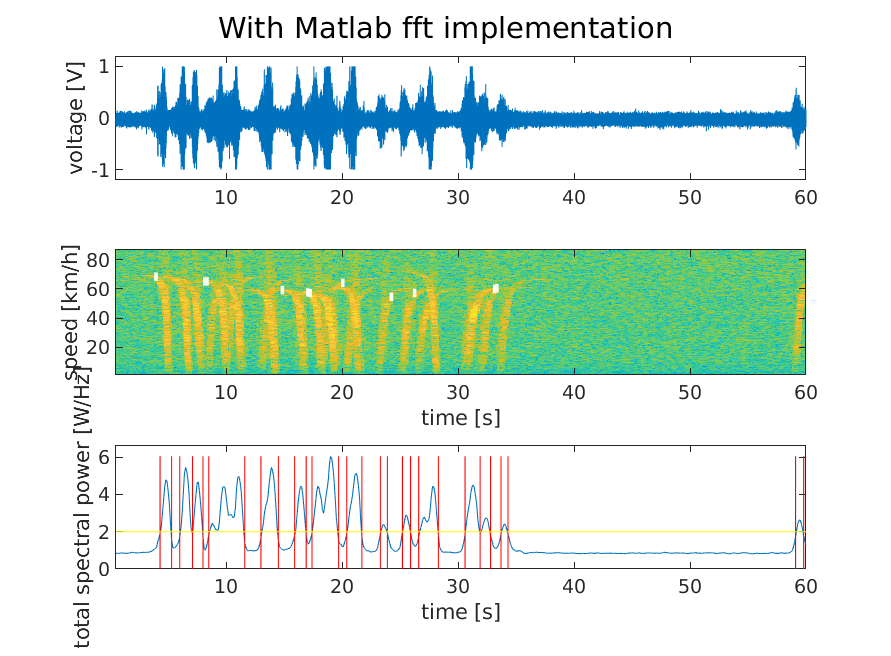 With Matlab fft implementation
voltage [V]
1
0
-1
10 20 30 40 50 60
speed [km/h]
80
60
40
20
10 20 30 40 50 60
time [s]
total spectral power [W/Hz]
6
4
2
0
10 20 30 40 50 60
time [s]